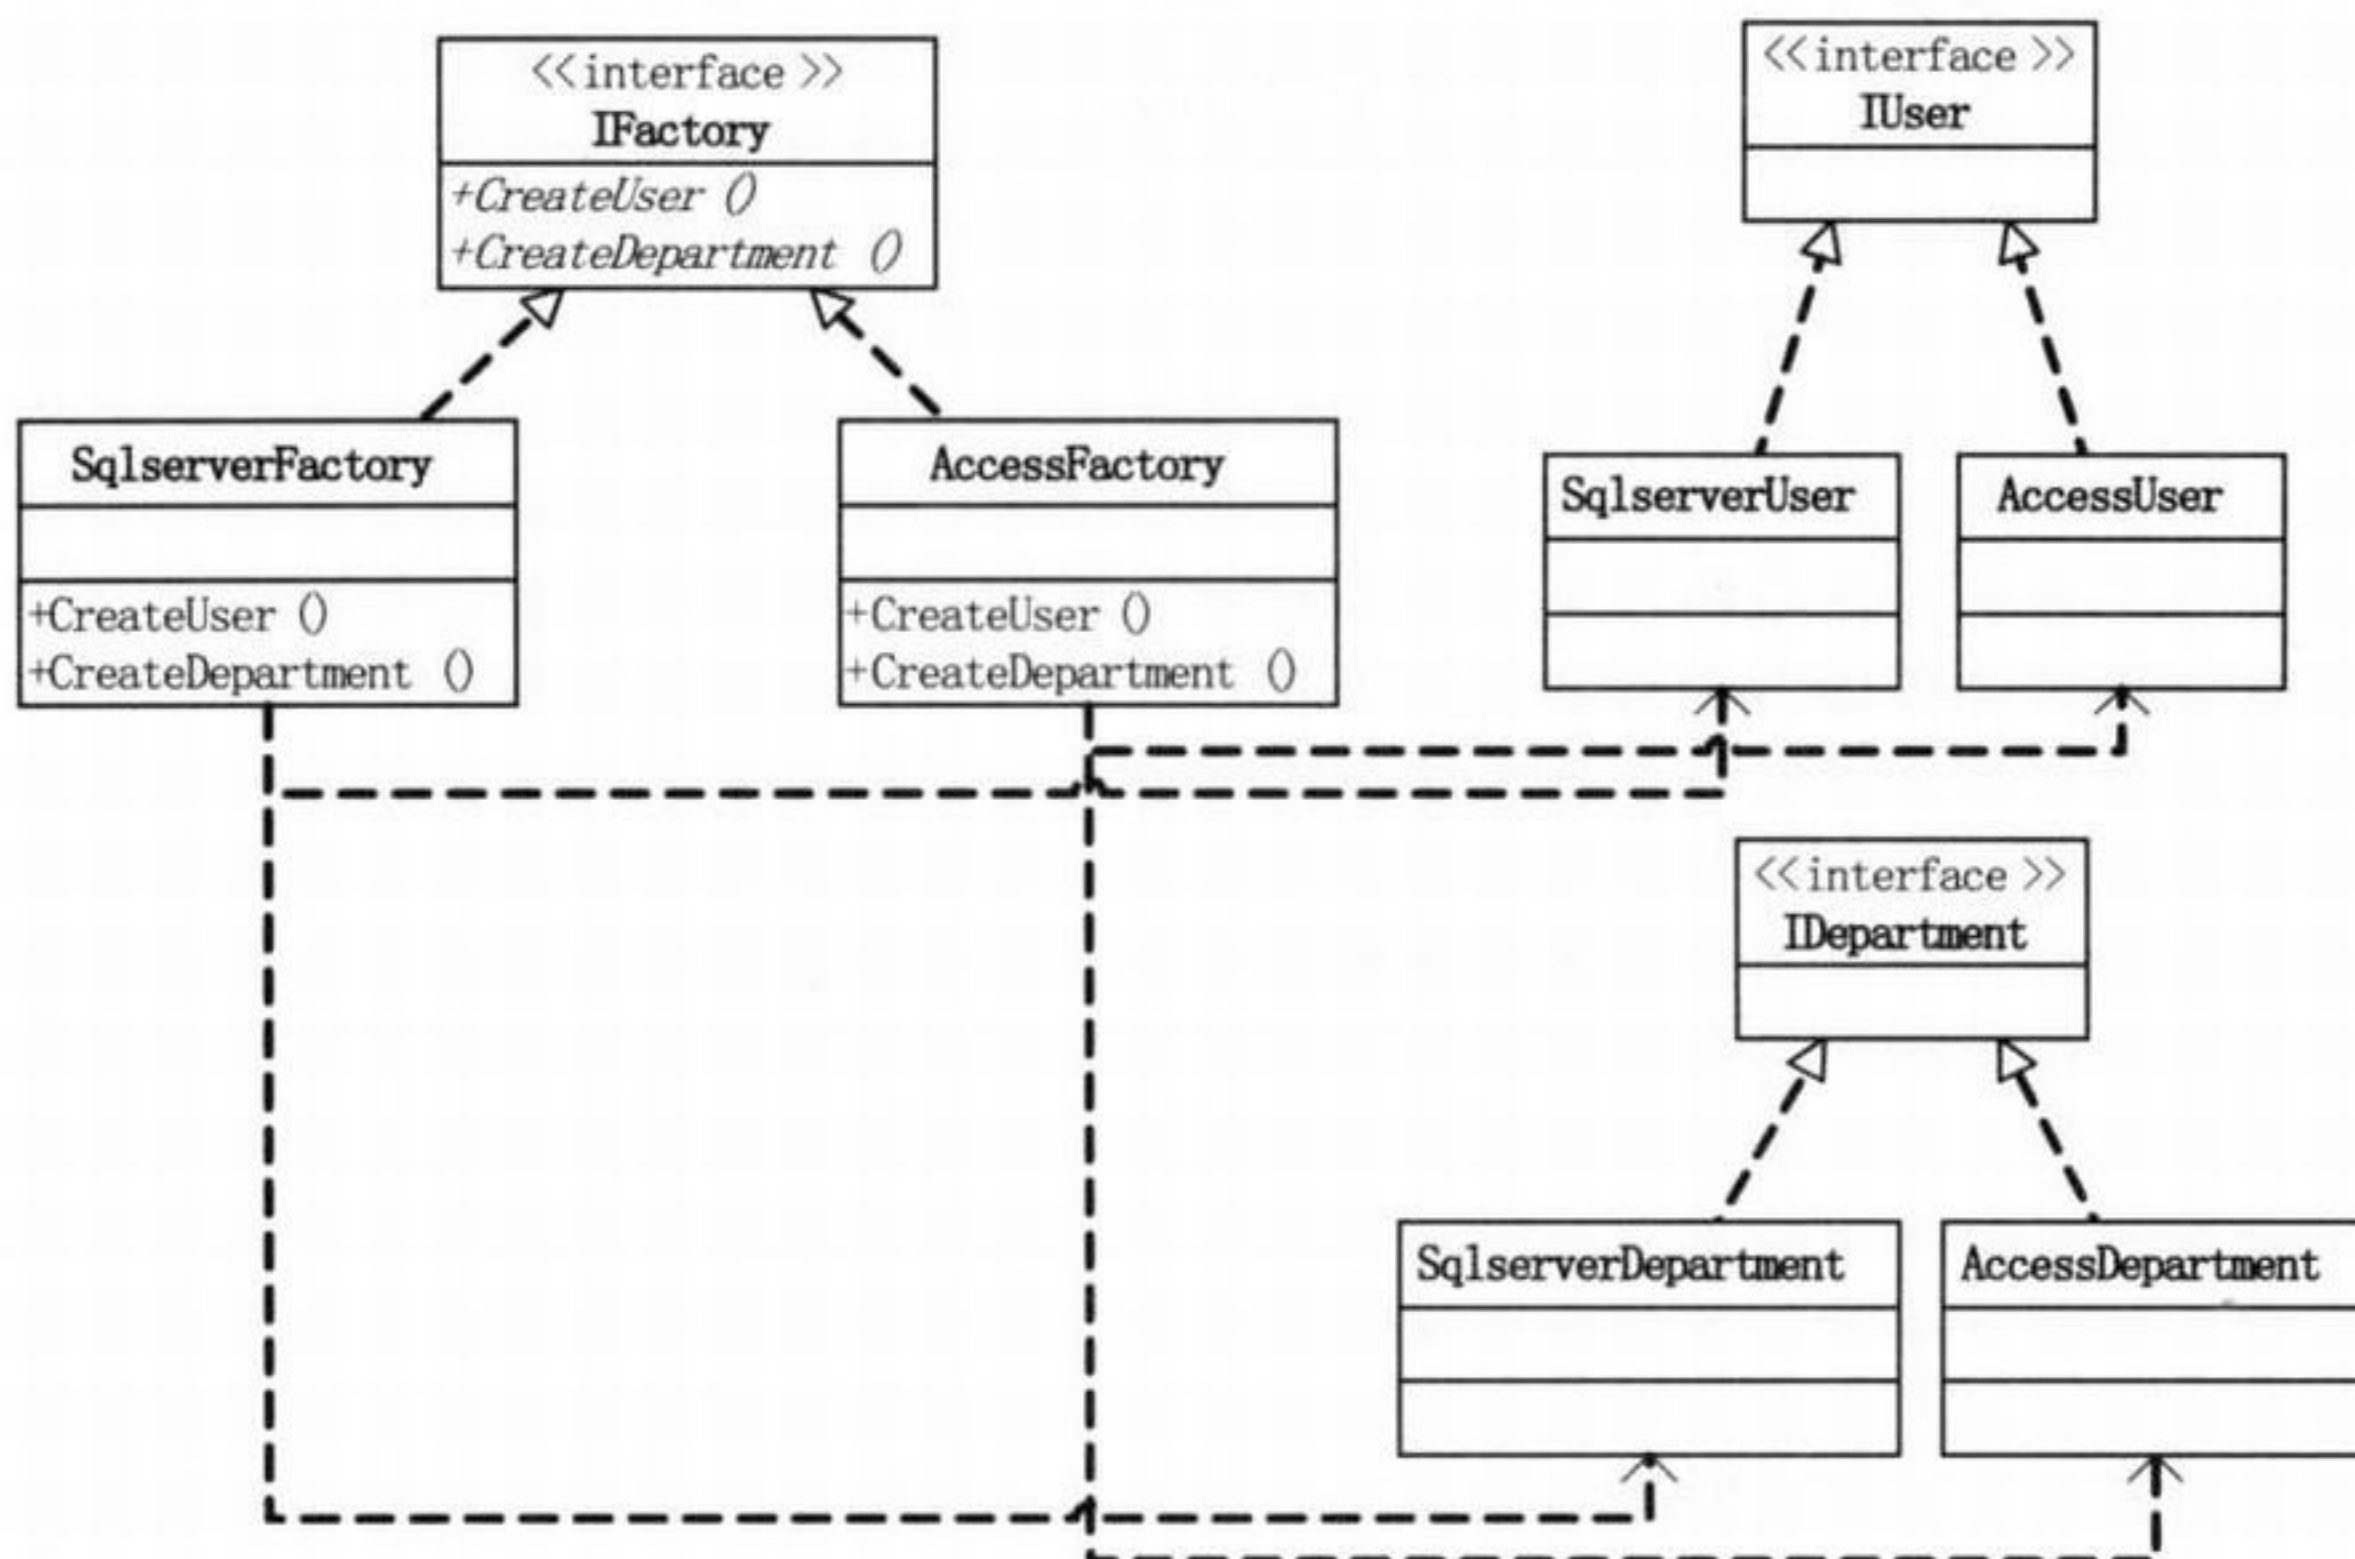 <<interface>>
IFactory
+CreateUser ()
+CreateDepartment ()
<<interface>>
IUser
SqlserverFactory
+CreateUser ()
+CreateDepartment ()
AccessFactory
+CreateUser ()
+CreateDepartment ()
SqlserverUser
AccessUser
<<interface>>
IDepartment
SqlserverDepartment
AccessDepartment